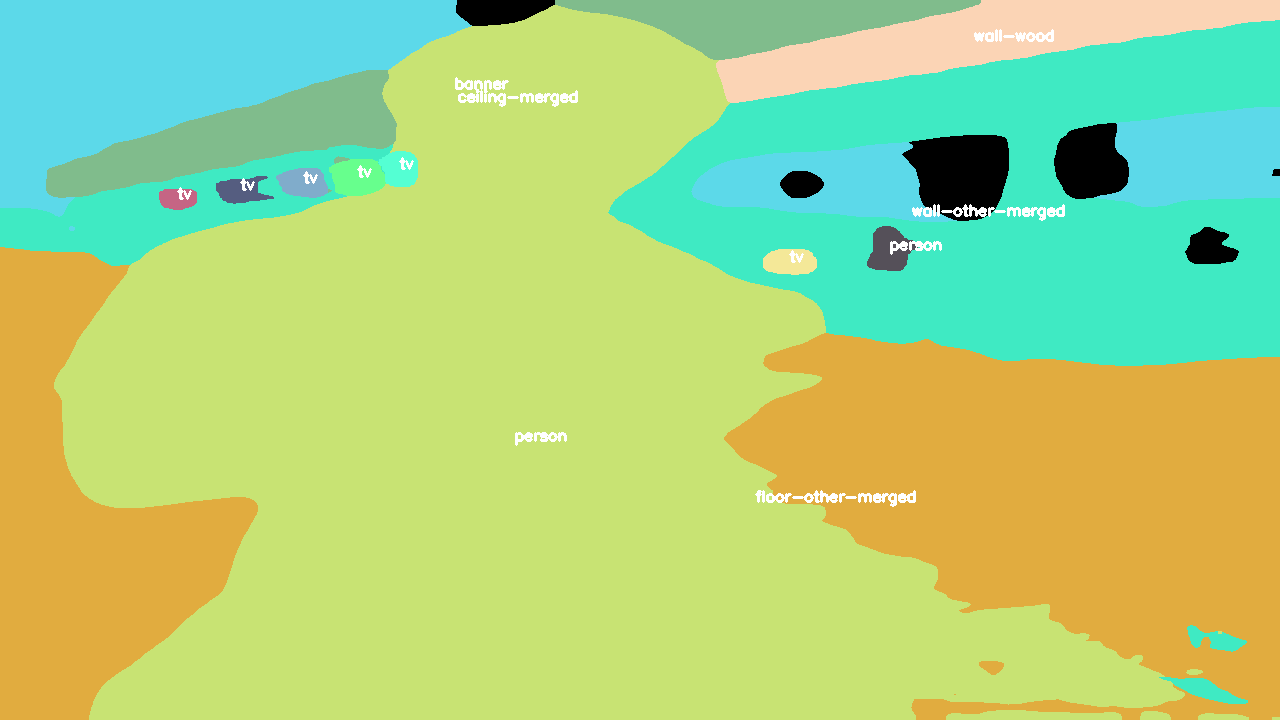 wall-wood
banner
ceiling-merged
tv
tv
tv
tv
tv
wall-other-merged
person
tv
person
floor-other-merged